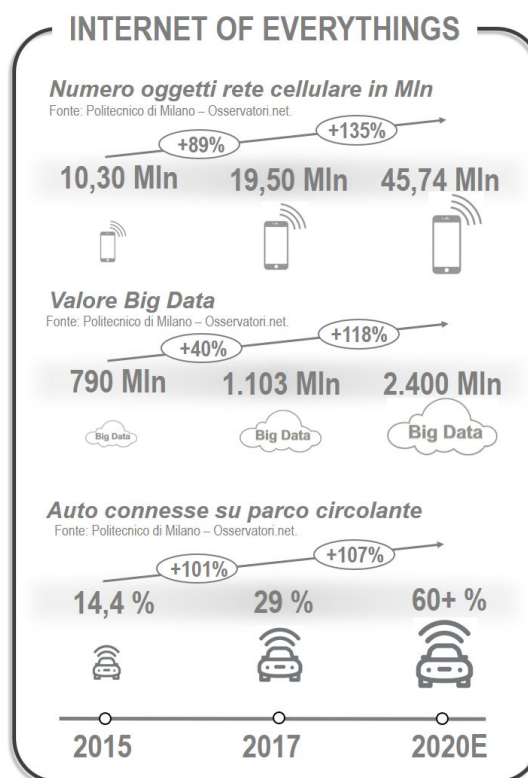 INTERNET OF EVERYTHINGS
Numero oggetti rete cellulare in Mln
Fonte: Politecnico di Milano – Osservatori.net.
+89%
+135%
10,30 Mln
19,50 Mln
45,74 Mln
Valore Big Data
Fonte: Politecnico di Milano – Osservatori.net.
+40%
+118%
790 Mln
1.103 Mln
2.400 Mln
Big Data
Big Data
Big Data
Auto connesse su parco circolante
Fonte: Politecnico di Milano – Osservatori.net.
+101%
+107%
14,4 %
29 %
60+ %
2015
2017
2020E